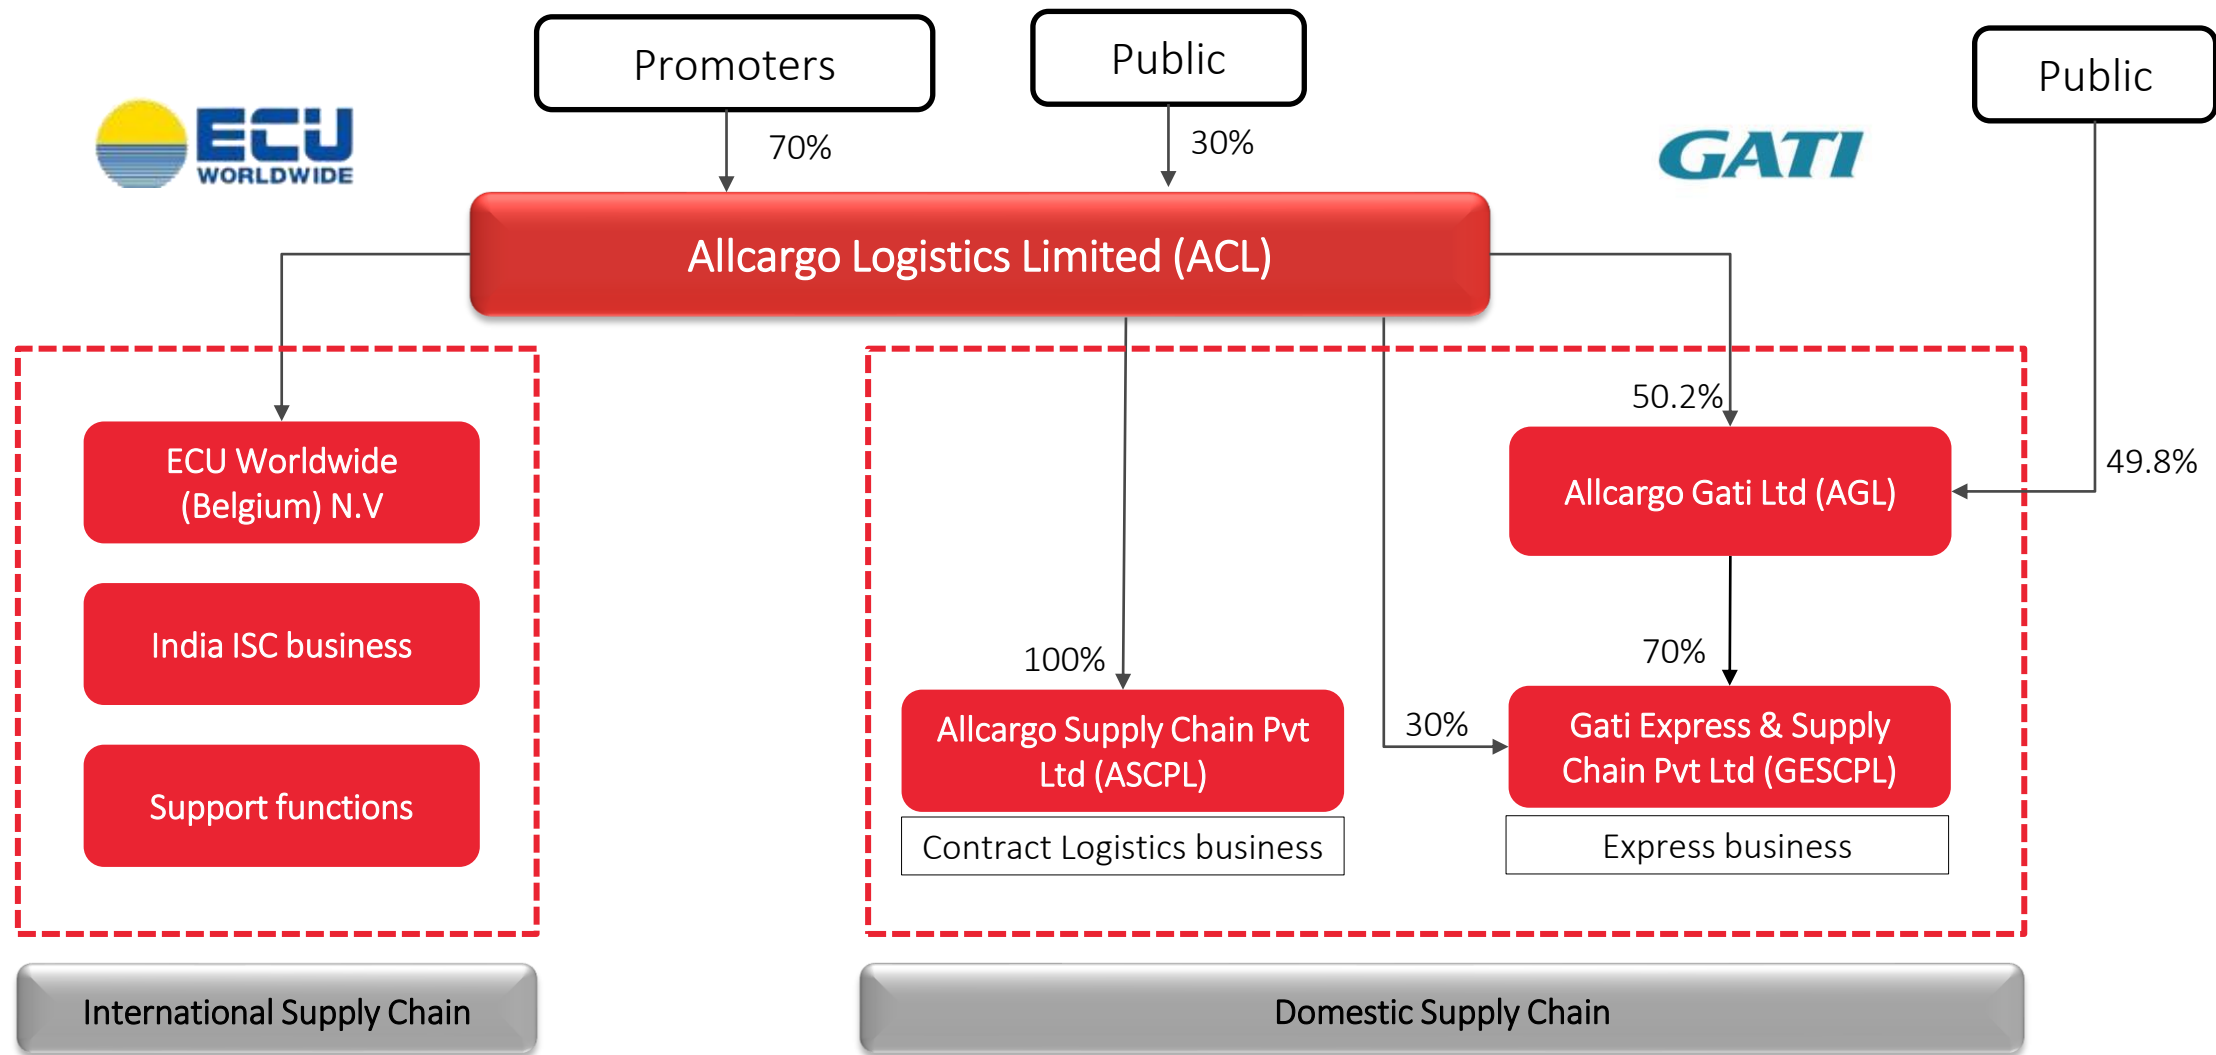 Promoters
Public
Public
ECU
WORLDWIDE
70%
30%
GATI
Allcargo Logistics Limited (ACL)
50.2%
49.8%
ECU Worldwide
(Belgium) N.V
Allcargo Gati Ltd (AGL)
India ISC business
100%
70%
30%
Allcargo Supply Chain Pvt
Ltd (ASCPL)
Gati Express & Supply
Chain Pvt Ltd (GESCPL)
Support functions
Contract Logistics business
Express business
International Supply Chain
Domestic Supply Chain